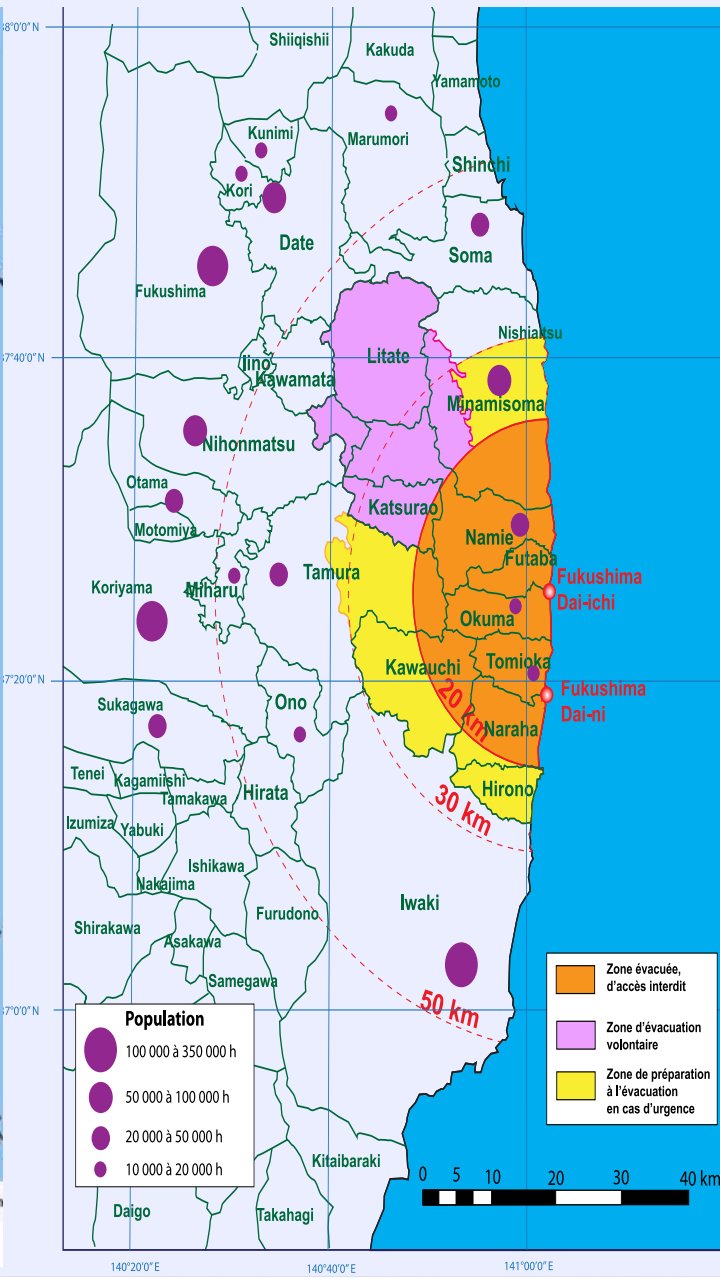 8°0'0"N
Shiiqishii
Kakuda
Yamamoto
Kunimi
Marumori
Shinchi
Kori
Date
Soma
Fukushima
Nishiaitsu
7°40'0"N
Iino
Kawamata
Litate
Minamisoma
Nihonmatsu
Otama
Katsurao
Motomiya
Namie
Futaba
Tamura
Fukushima
Dai-ichi
Koriyama
Miharu
Okuma
Tomioka
7°20'0"N
Kawauchi
20 km
Fukushima
Dai-ni
Ono
Sukagawa
Naraha
Tenei
Kagamiishi
Tamakawa
Hirata
Hirono
30 km
Izumiza
Yabuki
Ishikawa
Nakajima
Iwaki
Furudono
Shirakawa
Asakawa
Samegawa
50 km
7°0'0"N
Zone évacuée,
d'accès interdit
Zone d'évacuation
volontaire
Zone de préparation
à l'évacuation
en cas d'urgence
Population
100 000 à 350 000 h
50 000 à 100 000 h
20 000 à 50 000 h
10 000 à 20 000 h
Kitaibaraki
0 5 10 20 30 40 km
Daigo
Takahagi
140°20'0"E
140°40'0"E
141°0'0"E